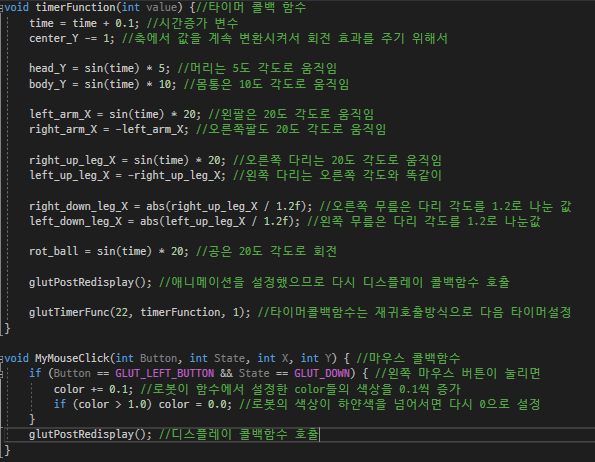 void timerFunction(int value) {//타이머 콜백 함수
time = time + 0.1; //시간증가 변수
center_Y -= 1; //축에서 값을 계속 변환시켜서 회전 효과를 주기 위해서
head_Y = sin(time) * 5; //머리는 5도 각도로 움직임
body_Y = sin(time) * 10; //몸통은 10도 각도로 움직임
left_arm_X = sin(time) * 20; //왼팔은 20도 각도로 움직임
right_arm_X = -left_arm_X; //오른쪽팔도 20도 각도로 움직임
right_up_leg_X = sin(time) * 20; //오른쪽 다리는 20도 각도로 움직임
left_up_leg_X = -right_up_leg_X; //왼쪽 다리는 오른쪽 각도와 똑같이
right_down_leg_X = abs(right_up_leg_X / 1.2f); //오른쪽 무릎은 다리 각도를 1.2로 나눈 값
left_down_leg_X = abs(left_up_leg_X / 1.2f); //왼쪽 무릎은 다리 각도를 1.2로 나눈값
rot_ball = sin(time) * 20; //공은 20도 각도로 회전
glutPostRedisplay(); //애니메이션을 설정했으므로 다시 디스플레이 콜백함수 호출
glutTimerFunc(22, timerFunction, 1); //타이머콜백함수는 재귀호출방식으로 다음 타이머설정
}
void MyMouseClick(int Button, int State, int X, int Y) { //마우스 콜백함수
if (Button == GLUT_LEFT_BUTTON && State == GLUT_DOWN) { //왼쪽 마우스 버튼이 눌리면
color += 0.1; //로봇이 함수에서 설정한 color들의 색상을 0.1씩 증가
if (color > 1.0) color = 0.0; //로봇의 색상이 하얀색을 넘어서면 다시 0으로 설정
}
glutPostRedisplay(); //디스플레이 콜백함수 호출
}